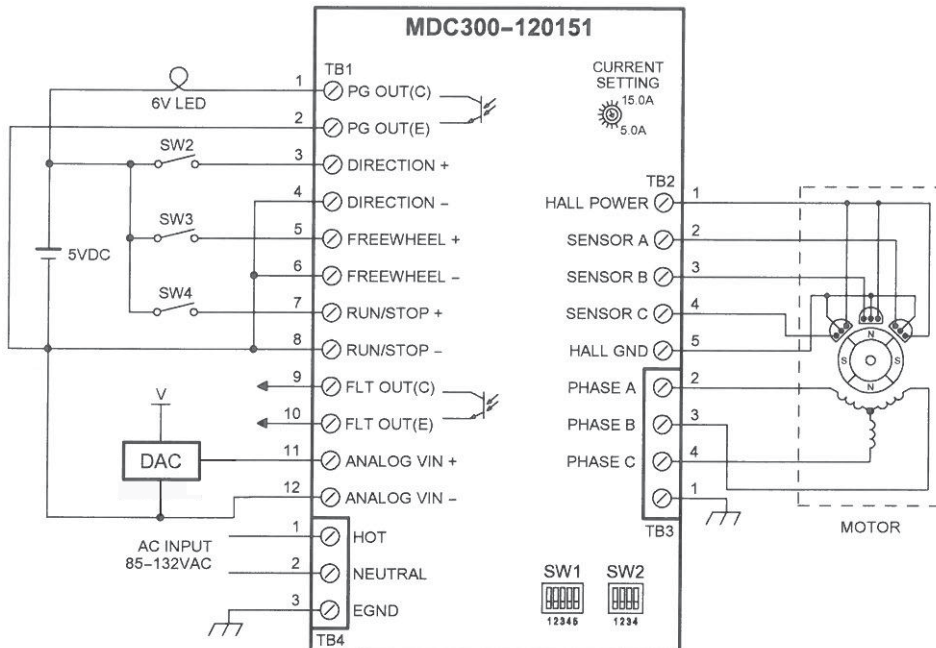 MDC300-120151
CURRENT
SETTING
15.0A
5.0A
TB1
1 PG OUT(C)
6V LED
2 PG OUT(E)
SW2
3 DIRECTION +
4 DIRECTION –
SW3
5 FREEWHEEL +
5VDC
6 FREEWHEEL –
SW4
7 RUN/STOP +
8 RUN/STOP –
9 FLT OUT(C)
10 FLT OUT(E)
V
DAC
11 ANALOG VIN +
12 ANALOG VIN –
AC INPUT
85–132VAC
1 HOT
2 NEUTRAL
3 EGND
TB4
TB2
HALL POWER 1
SENSOR A 2
SENSOR B 3
SENSOR C 4
HALL GND 5
PHASE A 2
PHASE B 3
PHASE C 4
1
TB3
N
S S
N
MOTOR
SW1 SW2
12345 1234